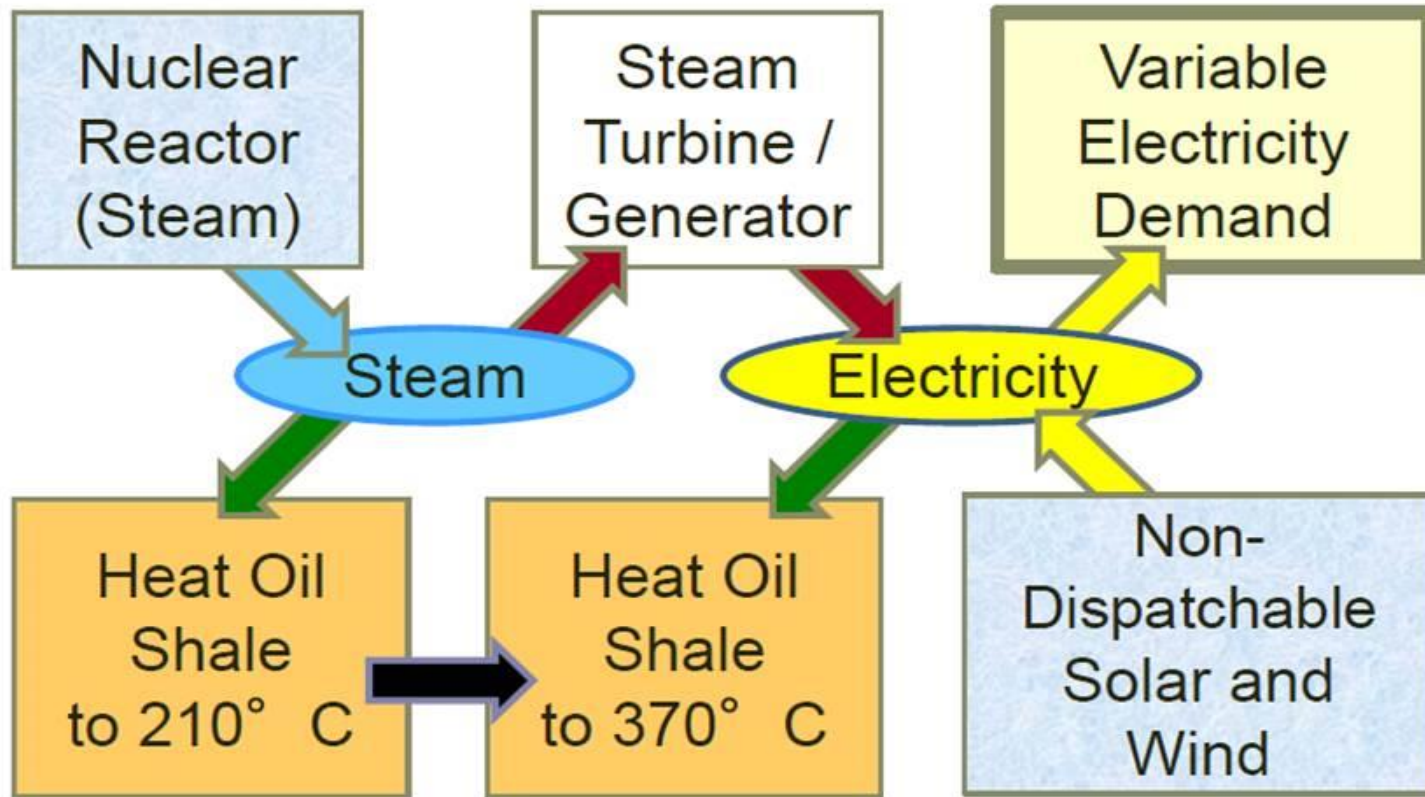 Nuclear
Reactor
(Steam)
Steam
Turbine /
Generator
Variable
Electricity
Demand
Steam
Electricity
Heat Oil
Shale
to 210° C
Heat Oil
Shale
to 370° C
Non-
Dispatchable
Solar and
Wind